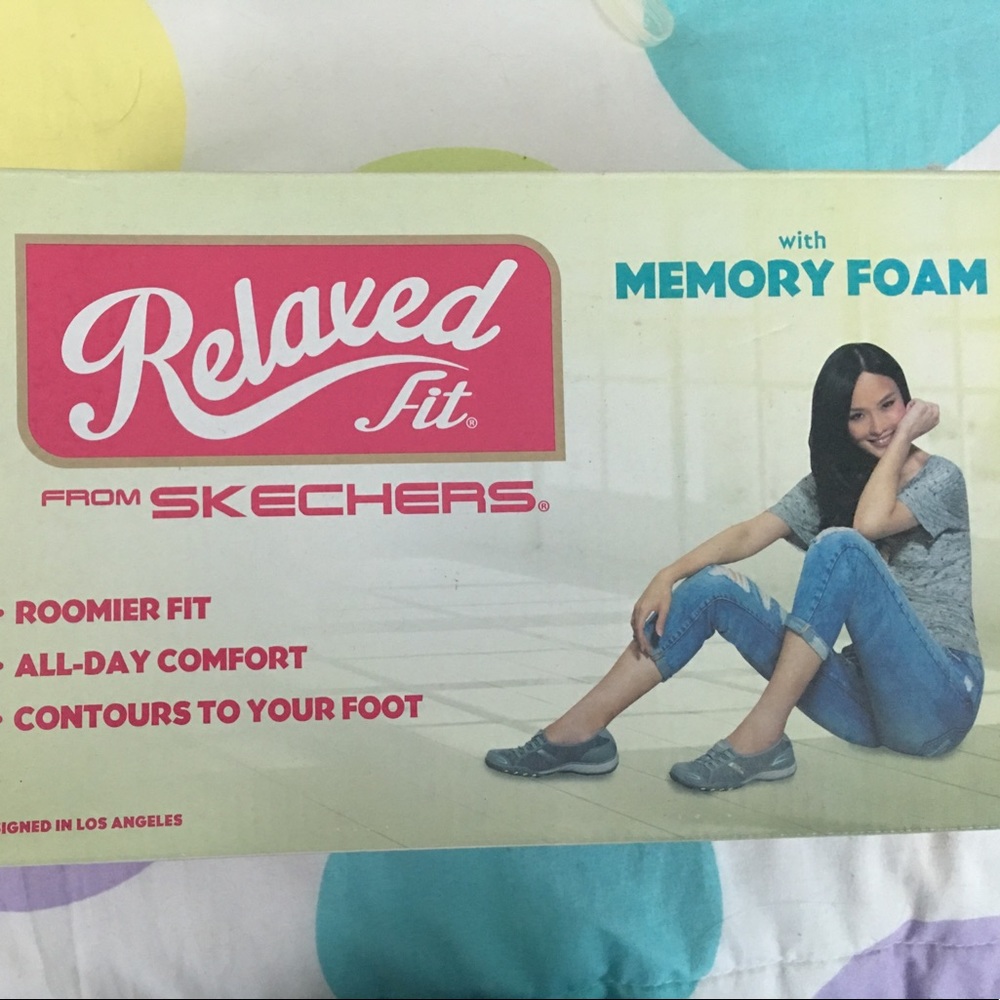 Relaxed
Fit®
FROM SKECHERS®
with
MEMORY FOAM
• ROOMIER FIT
• ALL-DAY COMFORT
• CONTOURS TO YOUR FOOT
SIGNED IN LOS ANGELES